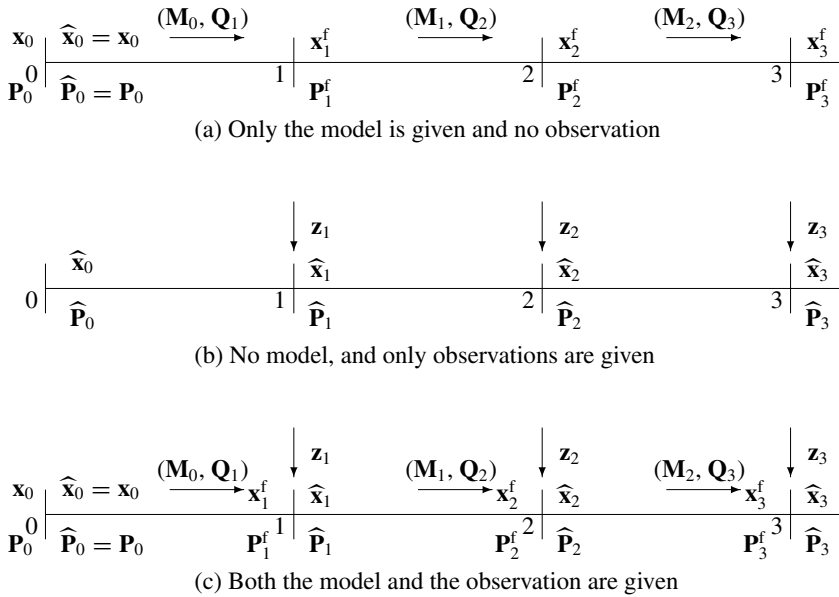 (M₀, Q₁) (M₁, Q₂) (M₂, Q₃)
x₀ x̂₀ = x₀ x₁ᶠ x₂ᶠ x₃ᶠ
0 1 2 3
P₀ P̂₀ = P₀ P₁ᶠ P₂ᶠ P₃ᶠ
(a) Only the model is given and no observation
z₁ z₂ z₃
x̂₀ x̂₁ x̂₂ x̂₃
0 1 2 3
P̂₀ P̂₁ P̂₂ P̂₃
(b) No model, and only observations are given
z₁ z₂ z₃
(M₀, Q₁) (M₁, Q₂) (M₂, Q₃)
x₀ x̂₀ = x₀ x₁ᶠ x̂₁ x₂ᶠ x̂₂ x₃ᶠ x̂₃
0 1 2 3
P₀ P̂₀ = P₀ P₁ᶠ P̂₁ P₂ᶠ P̂₂ P₃ᶠ P̂₃
(c) Both the model and the observation are given